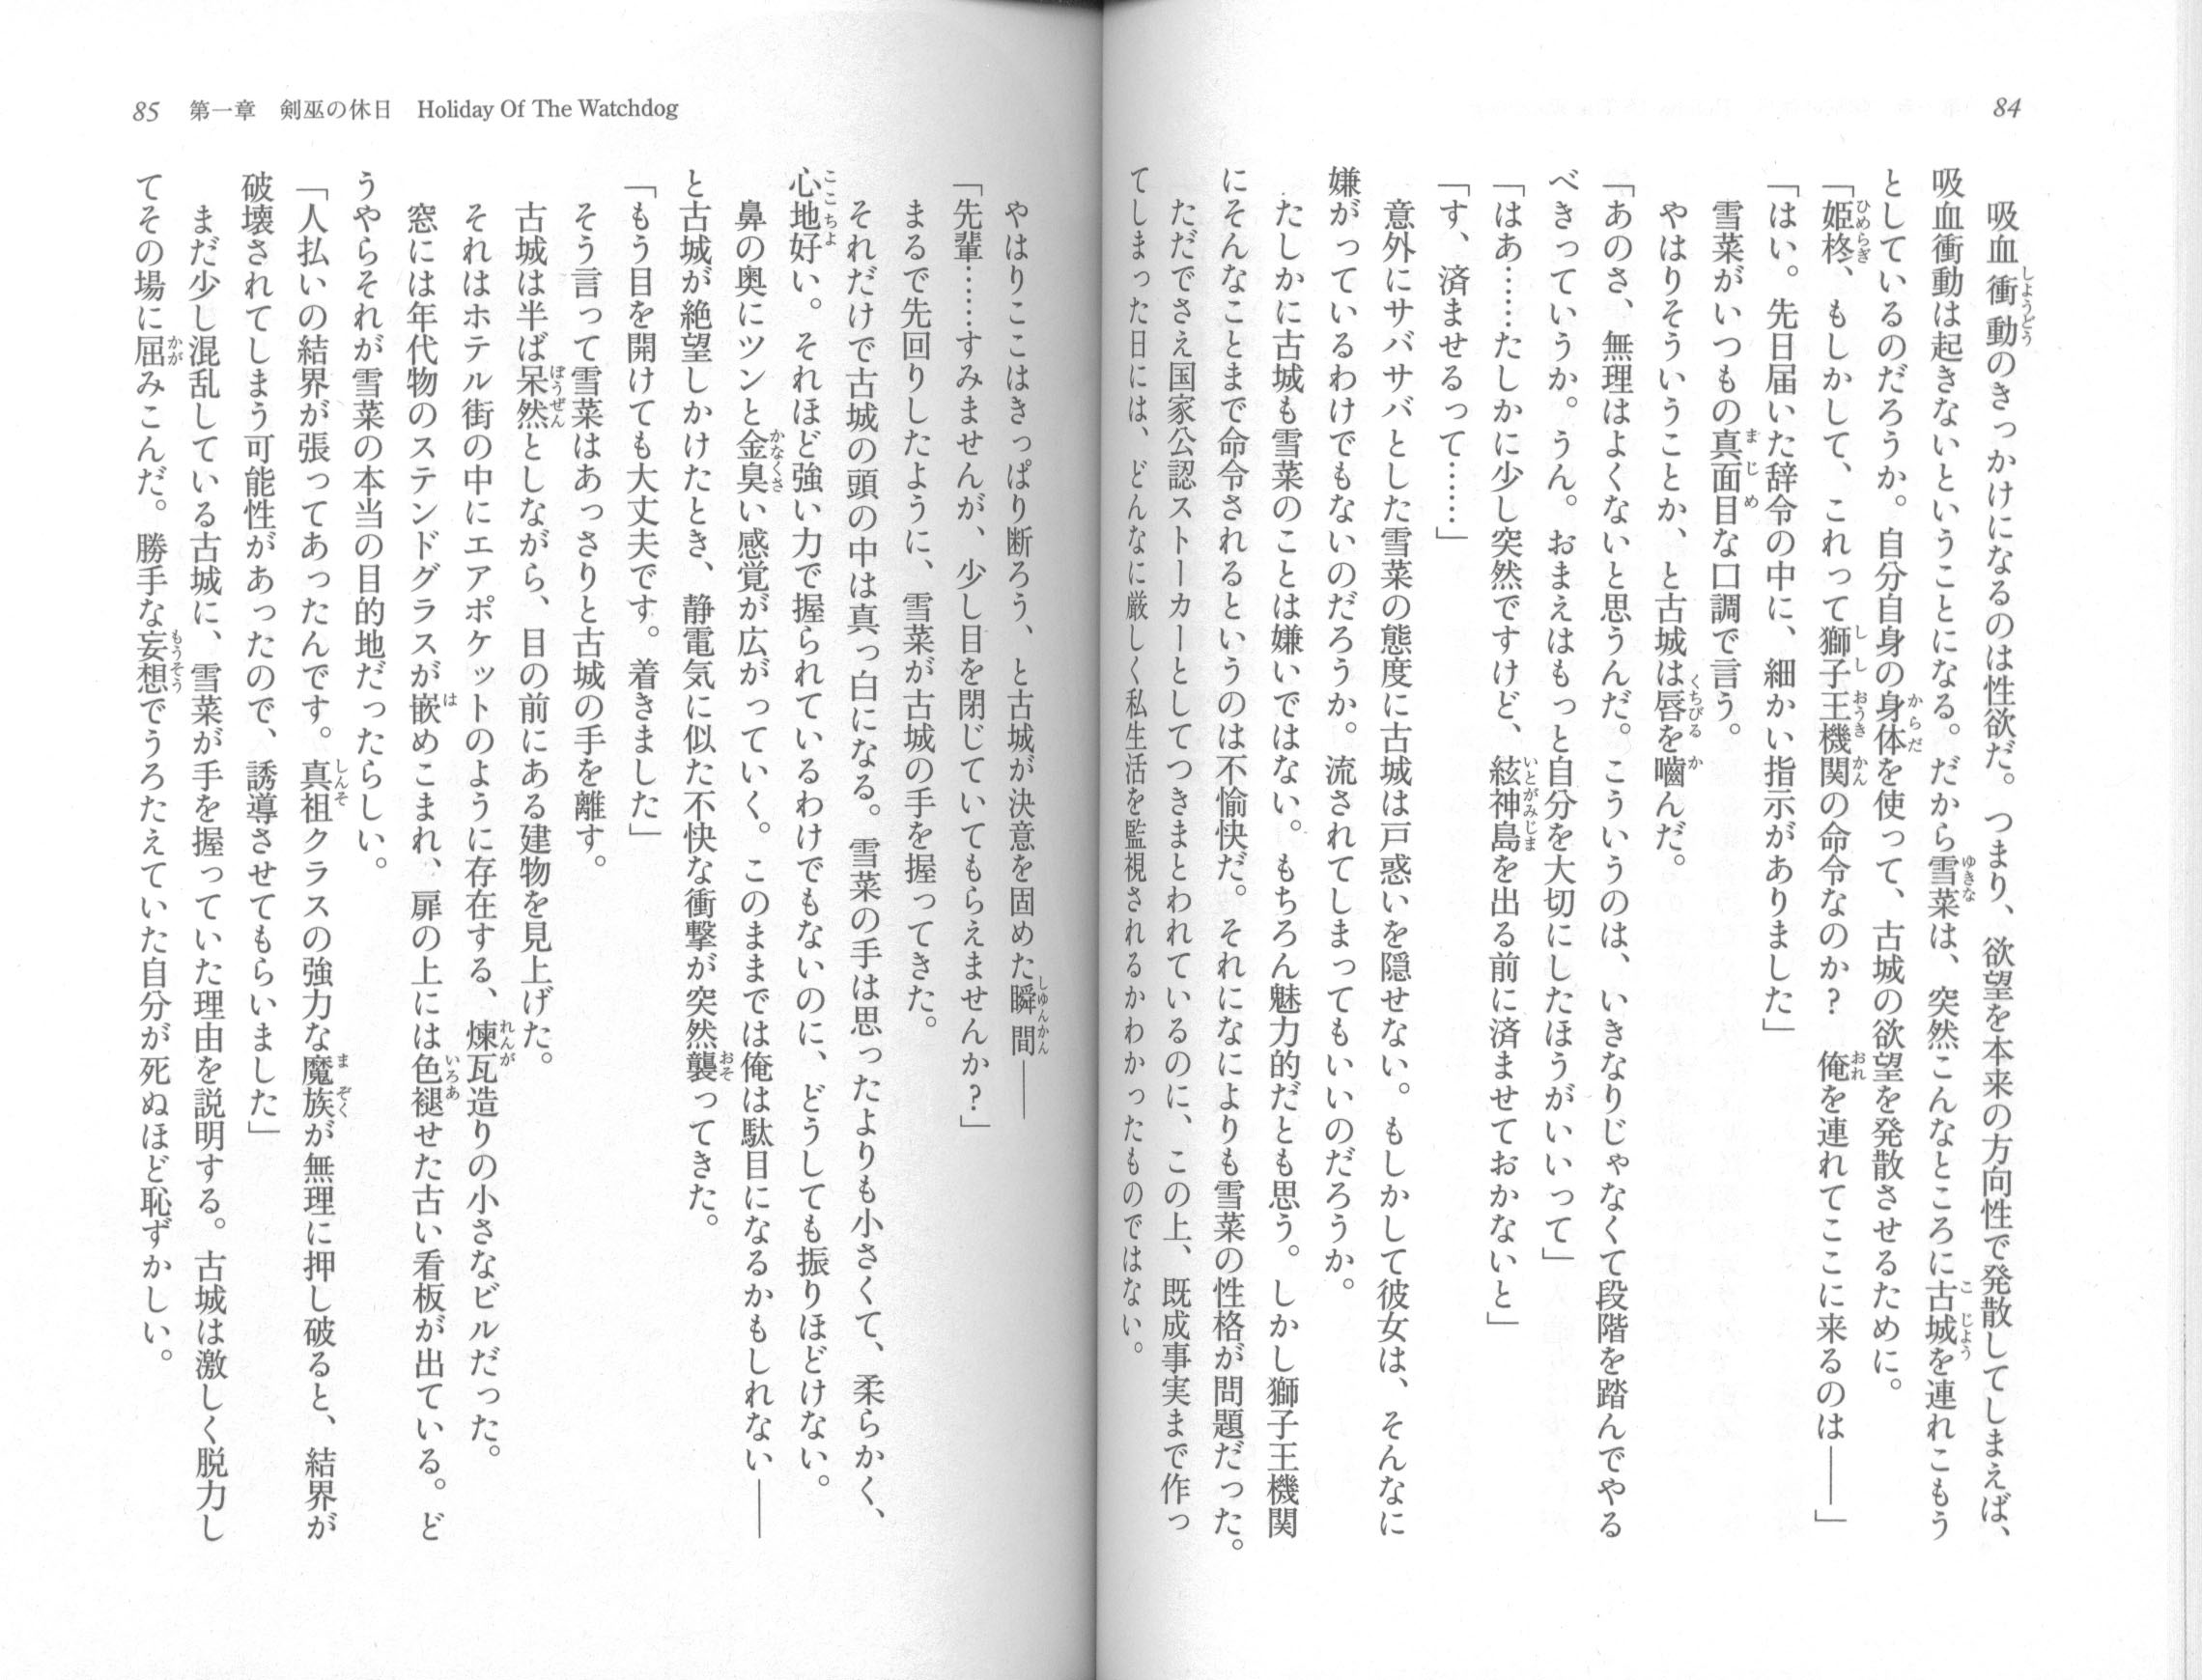 84
吸血衝動のきっかけになるのは性欲だ。つまり、欲望を本来の方向性で発散してしまえば、
吸血衝動は起きないということになる。だから雪菜は、突然こんなところに古城を連れこもう
としているのだろうか。自分自身の身体を使って、古城の欲望を発散させるために。
「姫柊、もしかして、これって獅子王機関の命令なのか? 俺を連れてここに来るのは――」
「はい。先日届いた辞令の中に、細かい指示がありました」
雪菜がいつもの真面目な口調で言う。
やはりそういうことか、と古城は唇を嚙んだ。
「あのさ、無理はよくないと思うんだ。こういうのは、いきなりじゃなくて段階を踏んでやる
べきっていうか。うん。おまえはもっと自分を大切にしたほうがいいって」
「はあ……たしかに少し突然ですけど、絃神島を出る前に済ませておかないと」
「す、済ませるって……」
意外にサバサバとした雪菜の態度に古城は戸惑いを隠せない。もしかして彼女は、そんなに
嫌がっているわけでもないのだろうか。流されてしまってもいいのだろうか。
たしかに古城も雪菜のことは嫌いではない。もちろん魅力的だとも思う。しかし獅子王機関
にそんなことまで命令されるというのは不愉快だ。それになによりも雪菜の性格が問題だった。
ただでさえ国家公認ストーカーとしてつきまとわれているのに、この上、既成事実まで作っ
てしまった日には、どんなに厳しく私生活を監視されるかわかったものではない。
85 第一章 剣巫の休日 Holiday Of The Watchdog
やはりここはきっぱり断ろう、と古城が決意を固めた瞬間――
「先輩……すみませんが、少し目を閉じていてもらえませんか?」
まるで先回りしたように、雪菜が古城の手を握ってきた。
それだけで古城の頭の中は真っ白になる。雪菜の手は思ったよりも小さくて、柔らかく、
心地好い。それほど強い力で握られているわけでもないのに、どうしても振りほどけない。
鼻の奥にツンと金臭い感覚が広がっていく。このままでは俺は駄目になるかもしれない――
と古城が絶望しかけたとき、静電気に似た不快な衝撃が突然襲ってきた。
「もう目を開けても大丈夫です。着きました」
そう言って雪菜はあっさりと古城の手を離す。
古城は半ば呆然としながら、目の前にある建物を見上げた。
それはホテル街の中にエアポケットのように存在する、煉瓦造りの小さなビルだった。
窓には年代物のステンドグラスが嵌めこまれ、扉の上には色褪せた古い看板が出ている。ど
うやらそれが雪菜の本当の目的地だったらしい。
「人払いの結界が張ってあったんです。真祖クラスの強力な魔族が無理に押し破ると、結界が
破壊されてしまう可能性があったので、誘導させてもらいました」
まだ少し混乱している古城に、雪菜が手を握っていた理由を説明する。古城は激しく脱力し
てその場に屈みこんだ。勝手な妄想でうろたえていた自分が死ぬほど恥ずかしい。